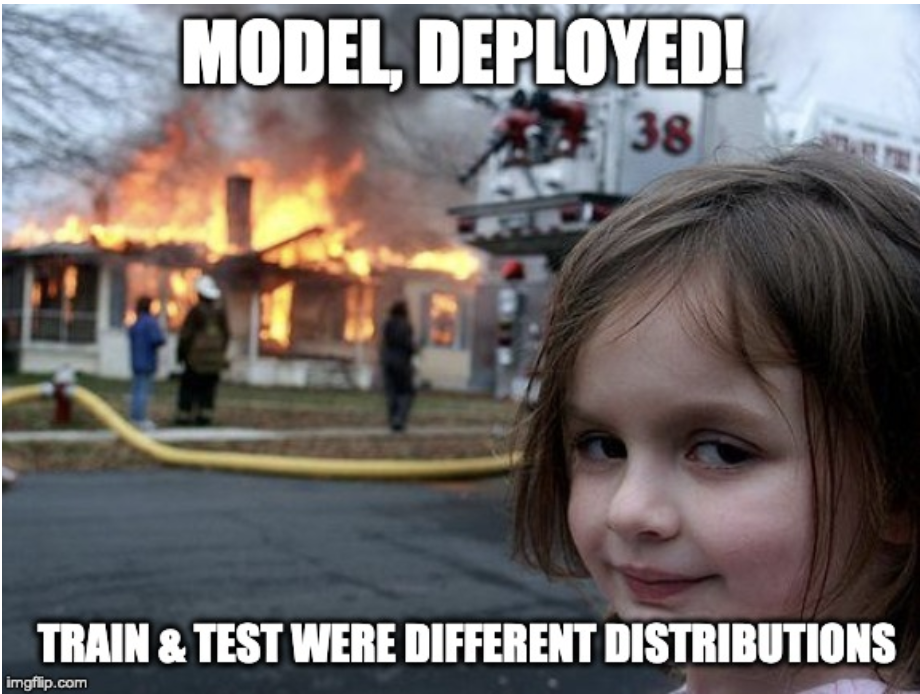 MODEL, DEPLOYED!
38
TRAIN & TEST WERE DIFFERENT DISTRIBUTIONS
imgflip.com